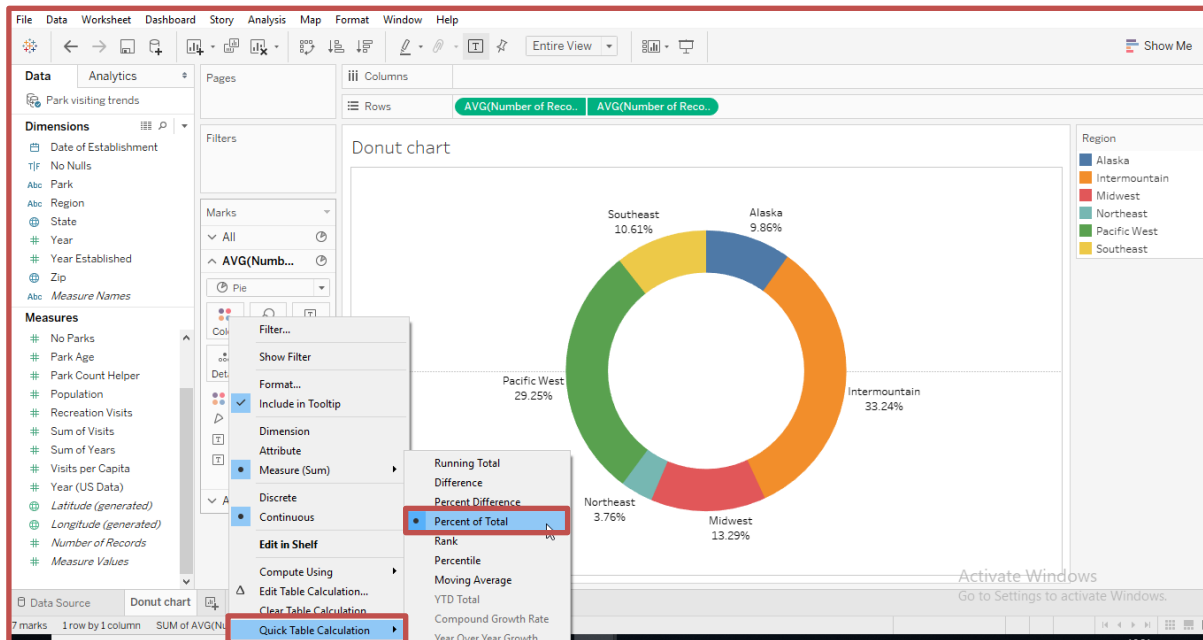 File Data Worksheet Dashboard Story Analysis Map Format Window Help
Entire View
Show Me
Data Analytics
Park visiting trends
Dimensions
Date of Establishment
T|F No Nulls
Abc Park
Abc Region
State
# Year
# Year Established
Zip
Abc Measure Names
Measures
# No Parks
# Park Age
# Park Count Helper
# Population
# Recreation Visits
# Sum of Visits
# Sum of Years
# Visits per Capita
# Year (US Data)
Latitude (generated)
Longitude (generated)
# Number of Records
# Measure Values
Pages
Filters
Marks
All
AVG(Numb...
Pie
Col
Det
A
iii Columns
Rows
AVG(Number of Reco.. AVG(Number of Reco..
Donut chart
Southeast
10.61%
Alaska
9.86%
Pacific West
29.25%
Intermountain
33.24%
Northeast
3.76%
Midwest
13.29%
Region
Alaska
Intermountain
Midwest
Northeast
Pacific West
Southeast
Filter...
Show Filter
Format...
Include in Tooltip
Dimension
Attribute
Measure (Sum)
Discrete
Continuous
Edit in Shelf
Compute Using
Edit Table Calculation...
Clear Table Calculation
Quick Table Calculation
Running Total
Difference
Percent Difference
Percent of Total
Rank
Percentile
Moving Average
YTD Total
Compound Growth Rate
Year Over Year Growth
Activate Windows
Go to Settings to activate Windows.
Data Source Donut chart
7 marks 1 row by 1 column SUM of AVG(Nu